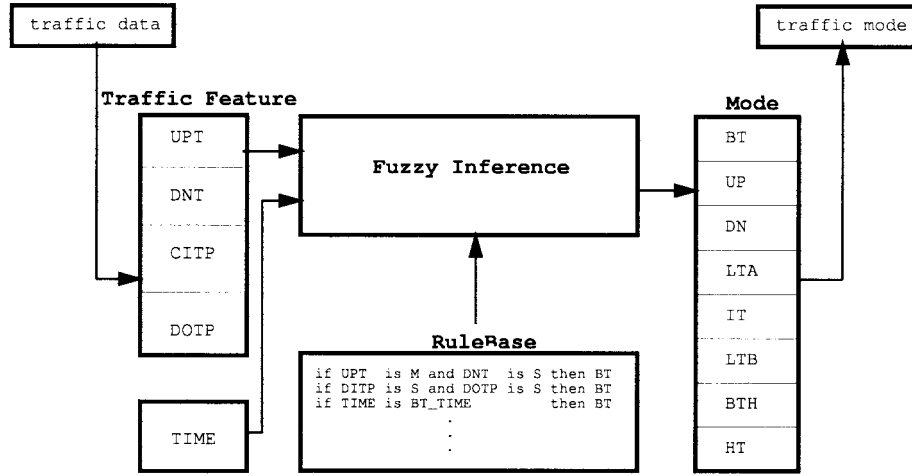 traffic data
traffic mode
Traffic Feature
Mode
UPT
DNT
CITP
DOTP
TIME
Fuzzy Inference
RuleBase
if UPT is M and DNT is S then BT
if DITP is S and DOTP is S then BT
if TIME is BT_TIME then BT
.
.
.
BT
UP
DN
LTA
IT
LTB
BTH
HT